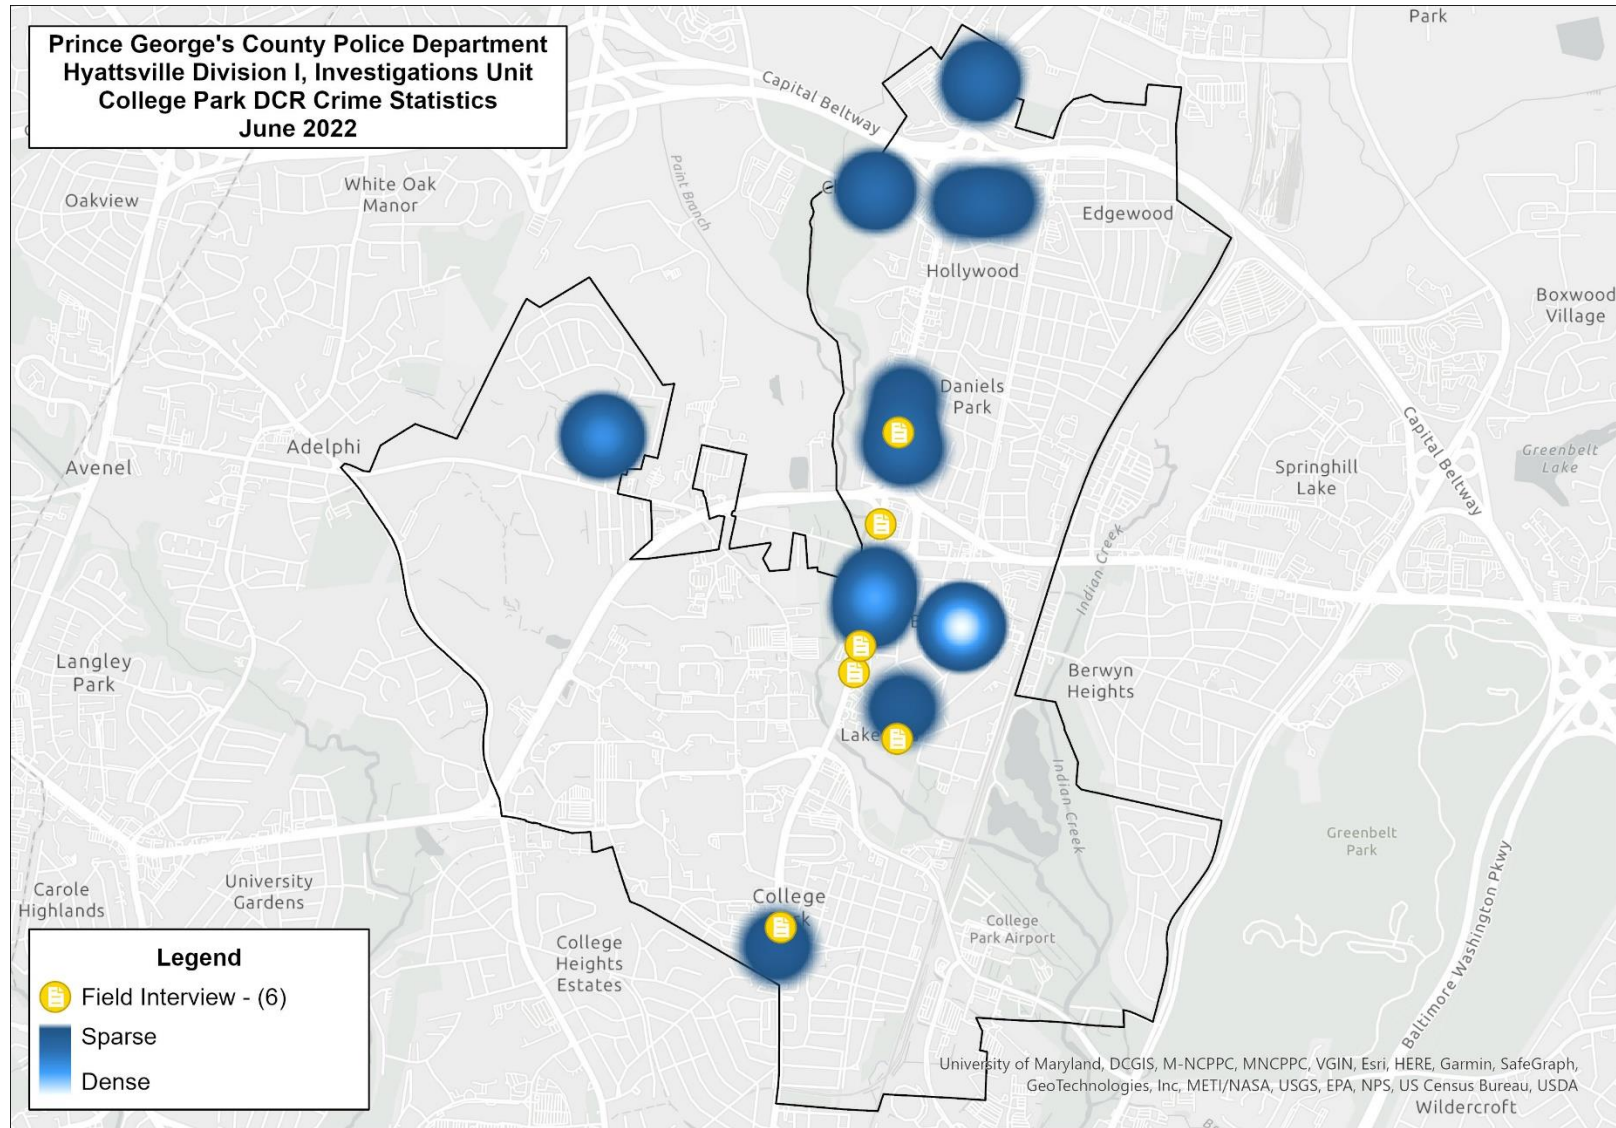 Prince George's County Police Department
Hyattsville Division I, Investigations Unit
College Park DCR Crime Statistics
June 2022
Park
Capital Beltway
Paint Branch
White Oak
Manor
Oakview
Edgewood
Hollywood
Boxwood
Village
Daniels
Park
Adelphi
Avenel
Capital Beltway
Springhill
Lake
Greenbelt
Lake
Indian Creek
Langley
Park
Berwyn
Heights
Lake
Indian Creek
Greenbelt
Park
Carole
Highlands
University
Gardens
College
College
Park Airport
College
Heights
Estates
Baltimore Washington Pkwy
Legend
Field Interview - (6)
Sparse
Dense
University of Maryland, DCGIS, M-NCPPC, MNCPPC, VGIN, Esri, HERE, Garmin, SafeGraph,
GeoTechnologies, Inc, METI/NASA, USGS, EPA, NPS, US Census Bureau, USDA
Wildercroft